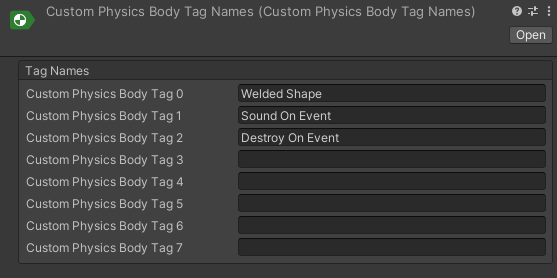 Custom Physics Body Tag Names (Custom Physics Body Tag Names)
Open
Tag Names
Custom Physics Body Tag 0 Welded Shape
Custom Physics Body Tag 1 Sound On Event
Custom Physics Body Tag 2 Destroy On Event
Custom Physics Body Tag 3
Custom Physics Body Tag 4
Custom Physics Body Tag 5
Custom Physics Body Tag 6
Custom Physics Body Tag 7